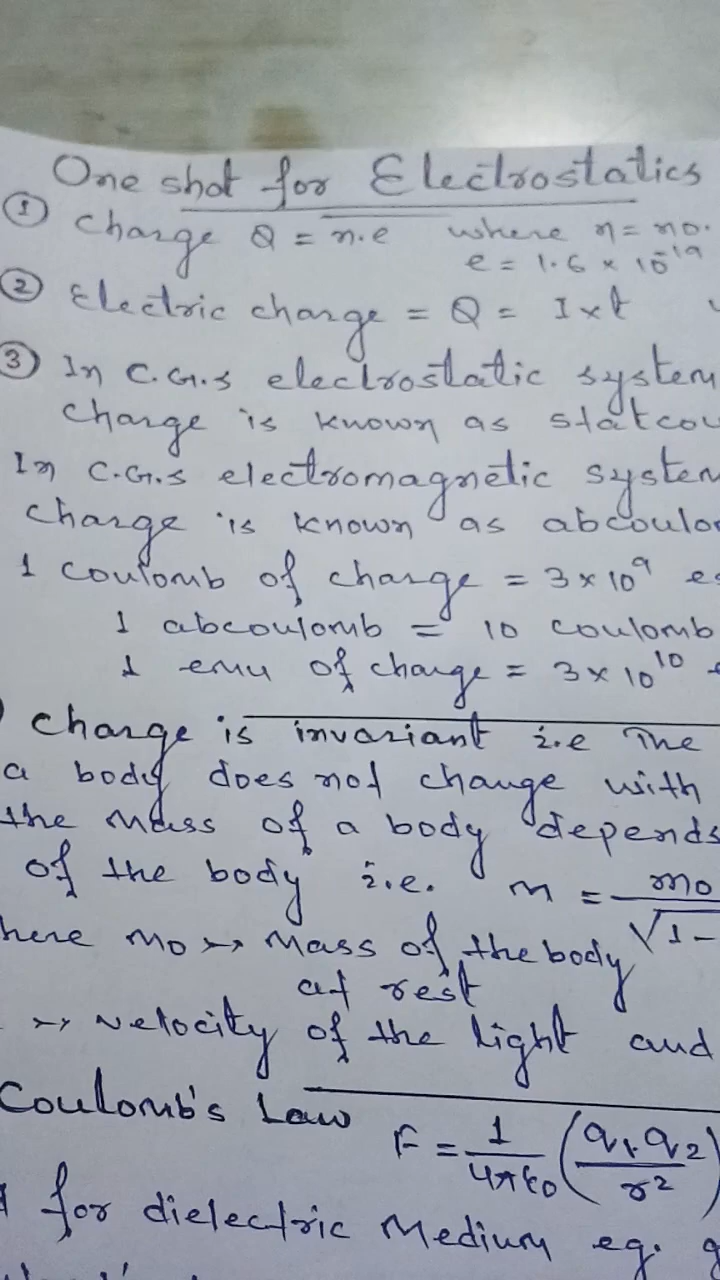 One shot for Electrostatics
① Charge Q = n.e where n = no.
e = 1.6 × 10⁻¹⁹
② Electric charge = Q = I×t
③ In C.G.S electrostatic system
charge is known as statcou
In C.G.S electromagnetic system
charge is known as abcoulo
1 coulomb of charge = 3×10⁹ es
1 abcoulomb = 10 coulomb
1 emu of charge = 3×10¹⁰
Charge is invariant i.e The
a body does not change with
the Mass of a body depends
of the body i.e. m = m0/√1-
here M0 → Mass of the body
at rest
→ velocity of the light and
Coulomb's Law F = 1/4πε0 (q1q2/r²)
for dielectric Medium eq.